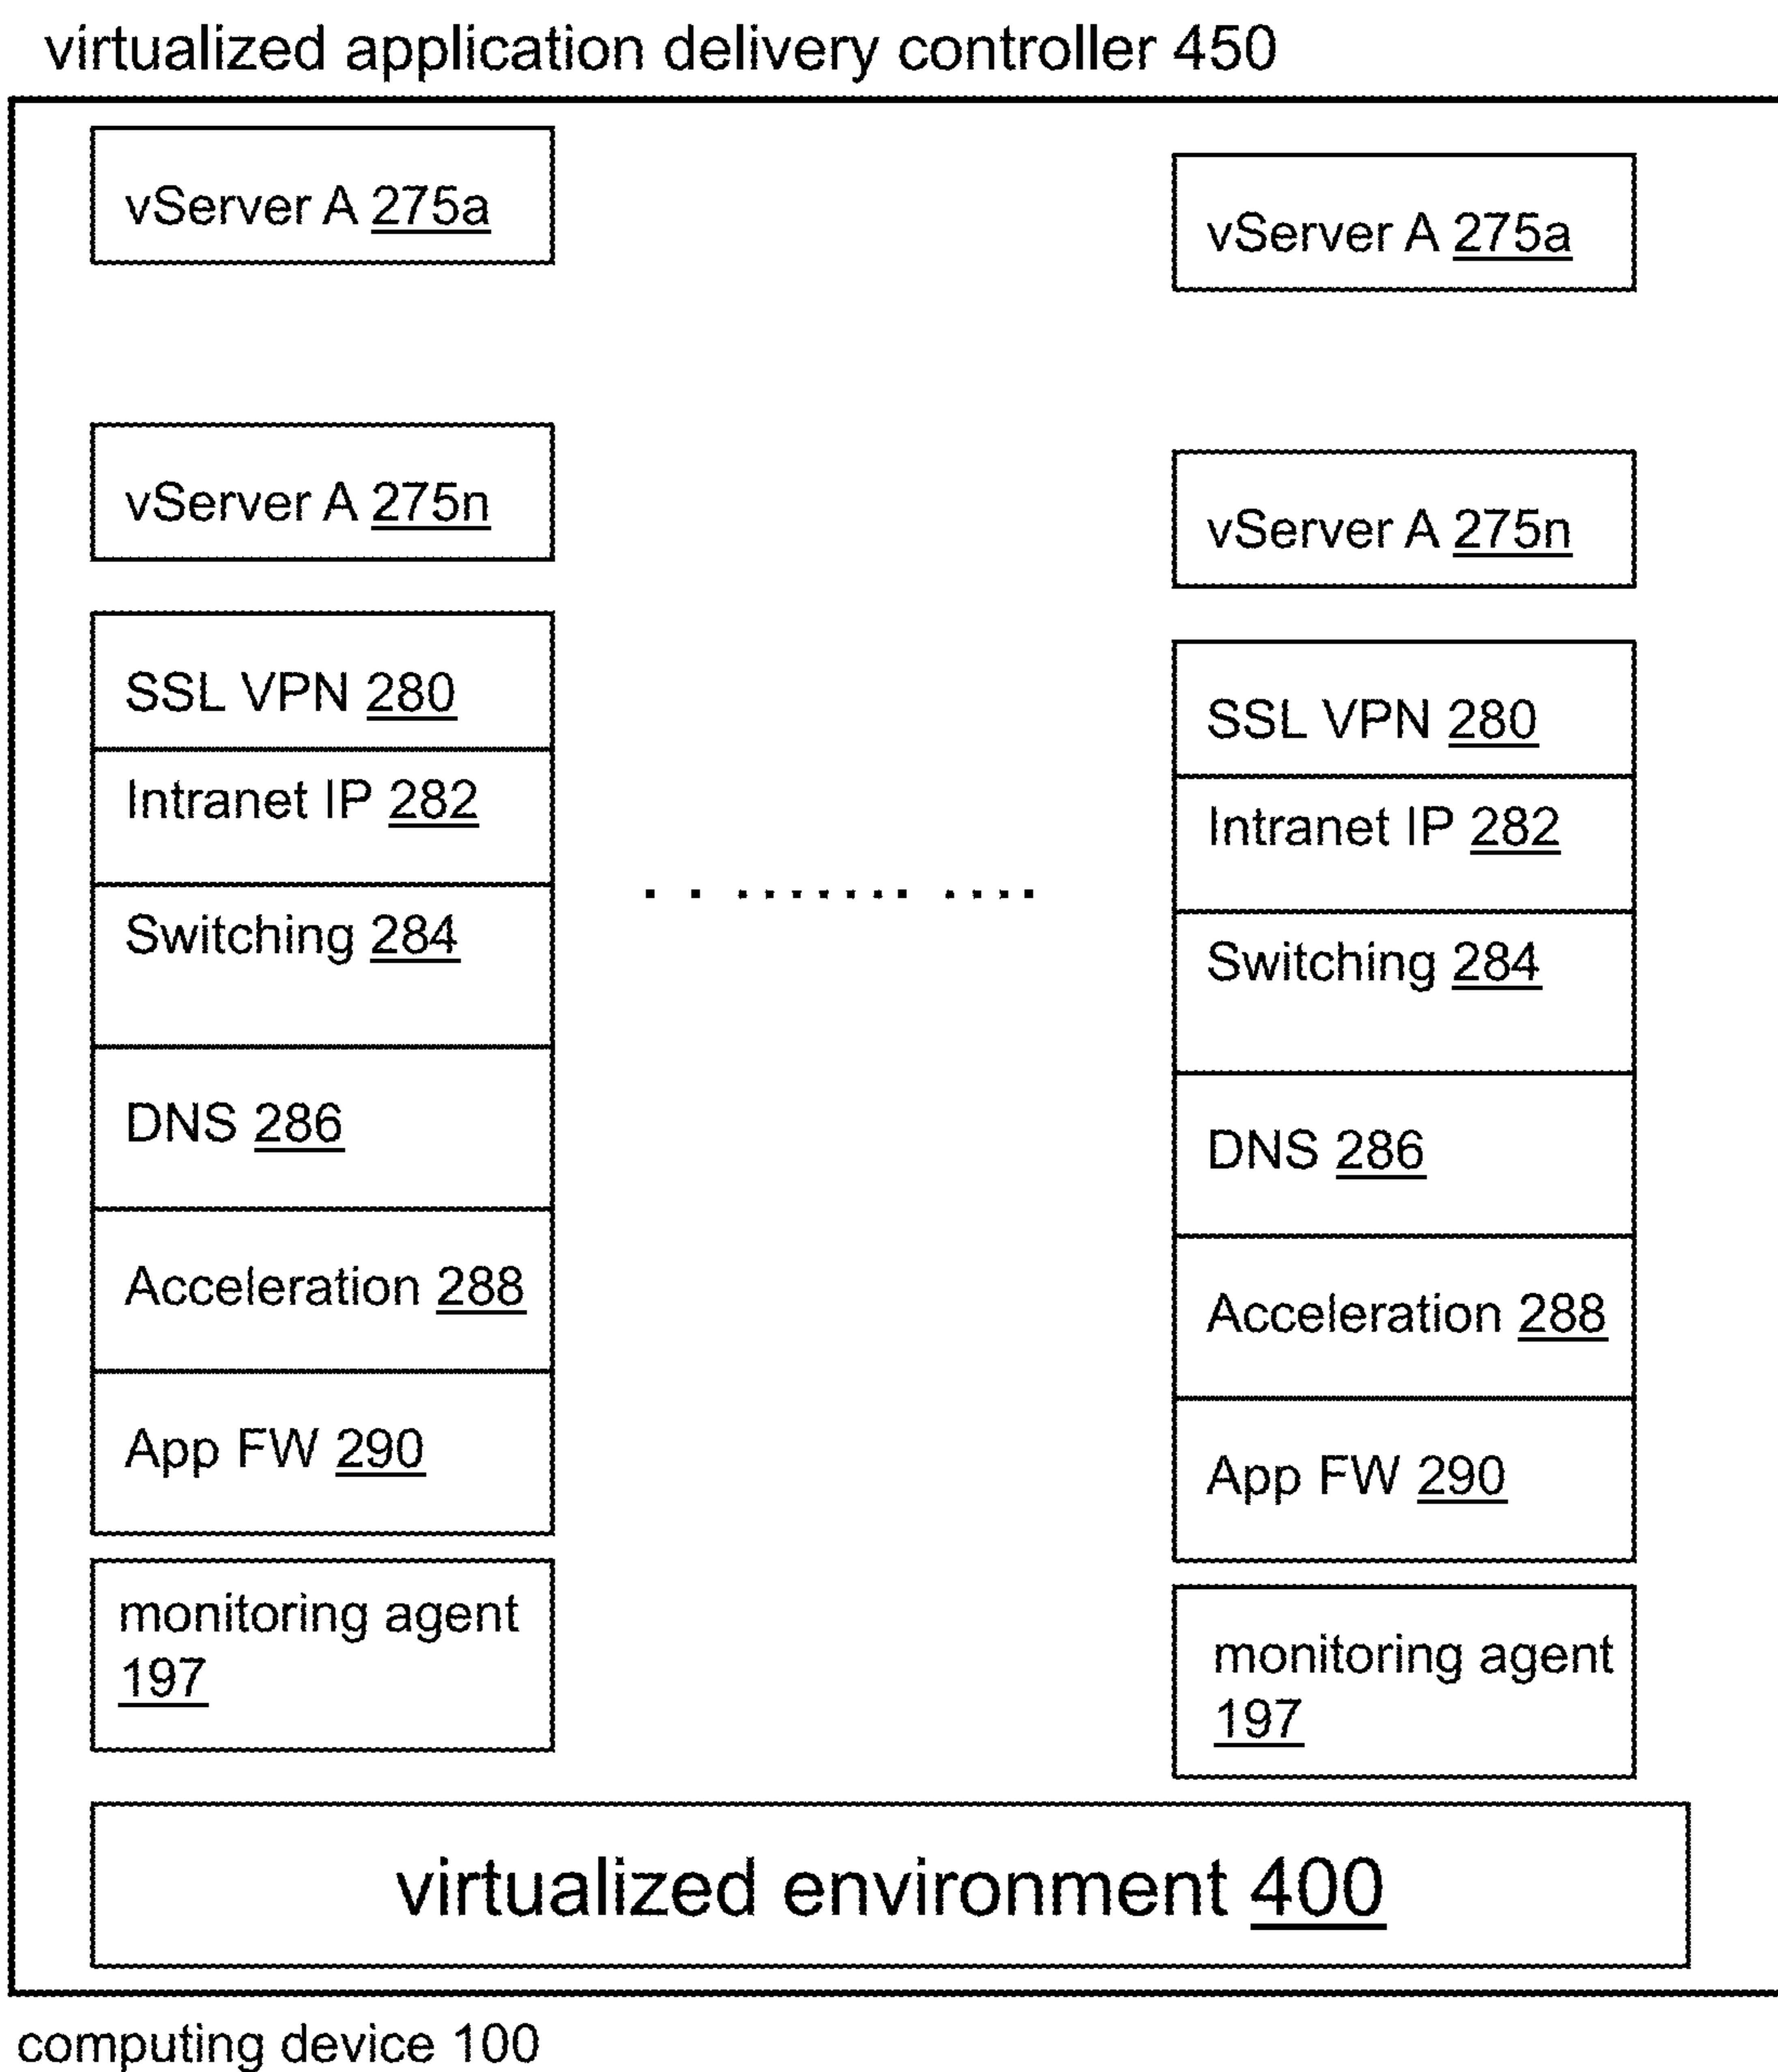 virtualized application delivery controller 450
vServer A 275a
vServer A 275n
SSL VPN 280
Intranet IP 282
Switching 284
DNS 286
Acceleration 288
App FW 290
monitoring agent
197
vServer A 275a
vServer A 275n
SSL VPN 280
Intranet IP 282
Switching 284
DNS 286
Acceleration 288
App FW 290
monitoring agent
197
virtualized environment 400
computing device 100